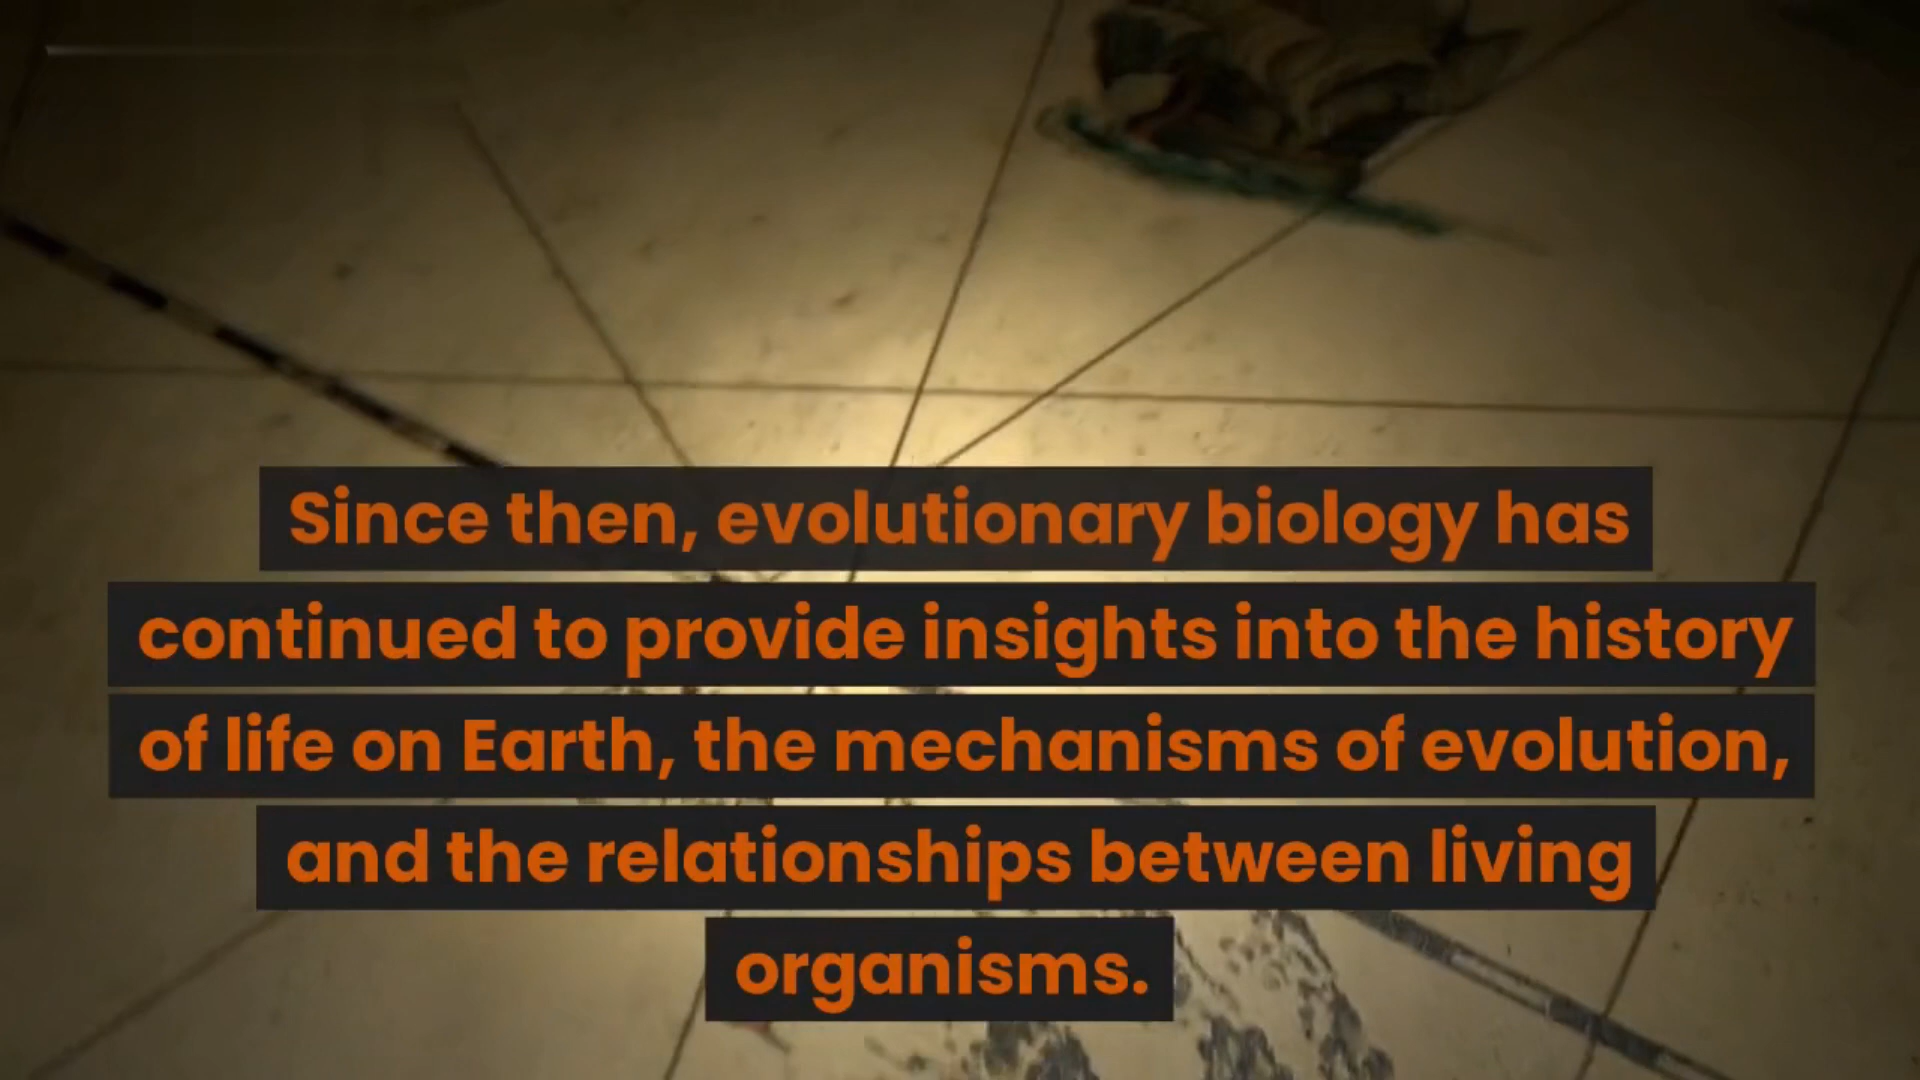 Since then, evolutionary biology has
continued to provide insights into the history
of life on Earth, the mechanisms of evolution,
and the relationships between living
organisms.